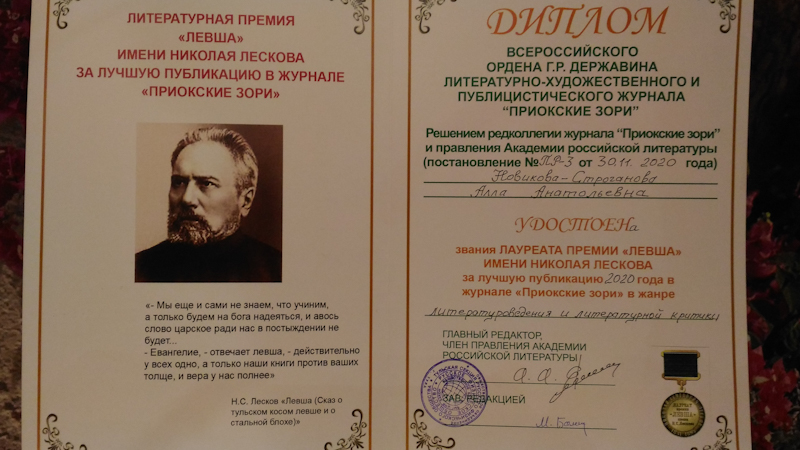 ЛИТЕРАТУРНАЯ ПРЕМИЯ
«ЛЕВША»
ИМЕНИ НИКОЛАЯ ЛЕСКОВА
ЗА ЛУЧШУЮ ПУБЛИКАЦИЮ В ЖУРНАЛЕ
«ПРИОКСКИЕ ЗОРИ»
«- Мы еще и сами не знаем, что учиним,
а только будем на бога надеяться, и авось
слово царское ради нас в постыждении не
будет...
- Евангелие, - отвечает левша, - действительно
у всех одно, а только наши книги против ваших
толще, и вера у нас полнее»
Н.С. Лесков «Левша (Сказ о
тульском косом левше и о
стальной блохе)»
ДИПЛОМ
ВСЕРОССИЙСКОГО
ОРДЕНА Г.Р. ДЕРЖАВИНА
ЛИТЕРАТУРНО-ХУДОЖЕСТВЕННОГО И
ПУБЛИЦИСТИЧЕСКОГО ЖУРНАЛА
"ПРИОКСКИЕ ЗОРИ"
Решением редколлегии журнала "Приокские зори"
и правления Академии российской литературы
(постановление №ПР-3 от 30.11.2020 года)
Новикова-Строганова
Алла Анатольевна
УДОСТОЕНа
звания ЛАУРЕАТА ПРЕМИИ «ЛЕВША»
ИМЕНИ НИКОЛАЯ ЛЕСКОВА
за лучшую публикацию 2020 года в
журнале «Приокские зори» в жанре
литературоведения и литературной критики
ГЛАВНЫЙ РЕДАКТОР,
ЧЛЕН ПРАВЛЕНИЯ АКАДЕМИИ
РОССИЙСКОЙ ЛИТЕРАТУРЫ
ЗАВ. РЕДАКЦИЕЙ
«ЛЕВША»